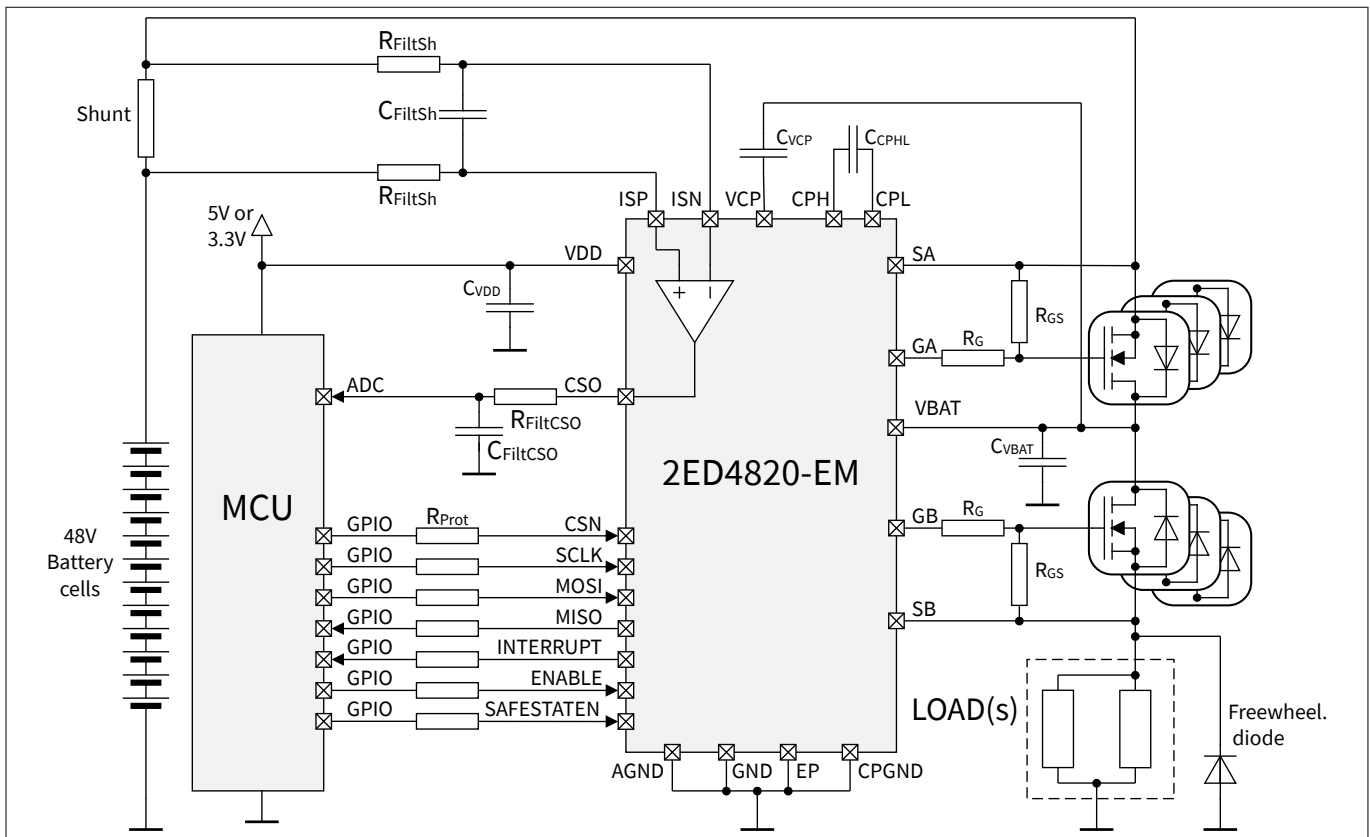 RFiltSh
Shunt
CFiltSh
RFiltSh
CVCP
CCPHL
ISP
ISN
VCP
CPH
CPL
5V or
3.3V
VDD
SA
CVDD
+
−
RGS
GA
RG
ADC
CSO
VBAT
RFiltCSO
CFiltCSO
CVBAT
2ED4820-EM
MCU
48V
Battery
cells
GPIO
RProt
CSN
GB
RG
GPIO
SCLK
RGS
GPIO
MOSI
GPIO
MISO
SB
GPIO
INTERRUPT
GPIO
ENABLE
GPIO
SAFESTATEN
LOAD(s)
Freewheel.
diode
AGND
GND
EP
CPGND